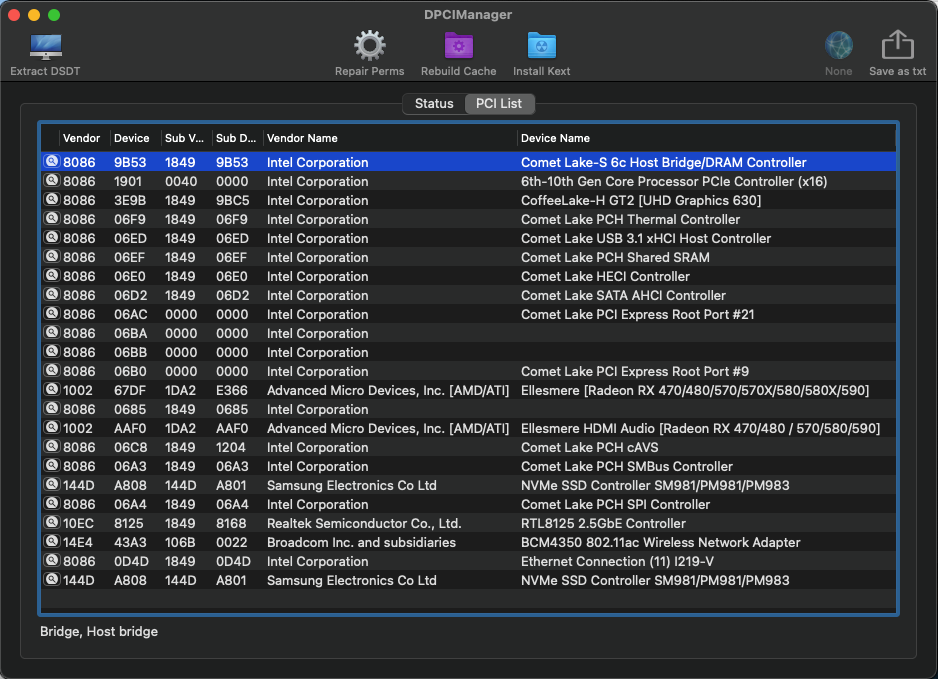 DPCIManager
Extract DSDT Repair Perms Rebuild Cache Install Kext None Save as txt
Status PCI List
Vendor Device Sub V... Sub D... Vendor Name Device Name
8086 9B53 1849 9B53 Intel Corporation Comet Lake-S 6c Host Bridge/DRAM Controller
8086 1901 0040 0000 Intel Corporation 6th-10th Gen Core Processor PCIe Controller (x16)
8086 3E9B 1849 9BC5 Intel Corporation CoffeeLake-H GT2 [UHD Graphics 630]
8086 06F9 1849 06F9 Intel Corporation Comet Lake PCH Thermal Controller
8086 06ED 1849 06ED Intel Corporation Comet Lake USB 3.1 xHCI Host Controller
8086 06EF 1849 06EF Intel Corporation Comet Lake PCH Shared SRAM
8086 06E0 1849 06E0 Intel Corporation Comet Lake HECI Controller
8086 06D2 1849 06D2 Intel Corporation Comet Lake SATA AHCI Controller
8086 06AC 0000 0000 Intel Corporation Comet Lake PCI Express Root Port #21
8086 06BA 0000 0000 Intel Corporation
8086 06BB 0000 0000 Intel Corporation
8086 06B0 0000 0000 Intel Corporation Comet Lake PCI Express Root Port #9
1002 67DF 1DA2 E366 Advanced Micro Devices, Inc. [AMD/ATI] Ellesmere [Radeon RX 470/480/570/570X/580/580X/590]
8086 0685 1849 0685 Intel Corporation
1002 AAF0 1DA2 AAF0 Advanced Micro Devices, Inc. [AMD/ATI] Ellesmere HDMI Audio [Radeon RX 470/480 / 570/580/590]
8086 06C8 1849 1204 Intel Corporation Comet Lake PCH cAVS
8086 06A3 1849 06A3 Intel Corporation Comet Lake PCH SMBus Controller
144D A808 144D A801 Samsung Electronics Co Ltd NVMe SSD Controller SM981/PM981/PM983
8086 06A4 1849 06A4 Intel Corporation Comet Lake PCH SPI Controller
10EC 8125 1849 8168 Realtek Semiconductor Co., Ltd. RTL8125 2.5GbE Controller
14E4 43A3 106B 0022 Broadcom Inc. and subsidiaries BCM4350 802.11ac Wireless Network Adapter
8086 0D4D 1849 0D4D Intel Corporation Ethernet Connection (11) I219-V
144D A808 144D A801 Samsung Electronics Co Ltd NVMe SSD Controller SM981/PM981/PM983
Bridge, Host bridge